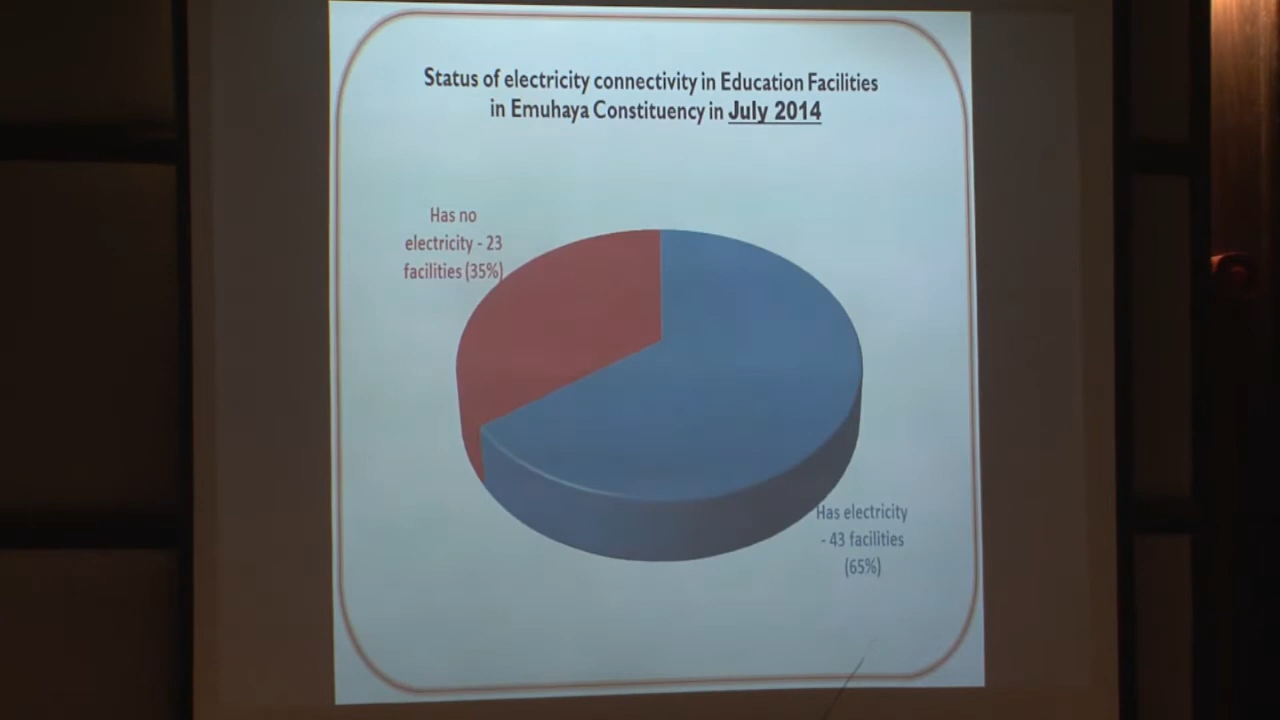 Status of electricity connectivity in Education Facilities
in Emuhaya Constituency in July 2014
Has no
electricity - 23
facilities (35%)
Has electricity
- 43 facilities
(65%)